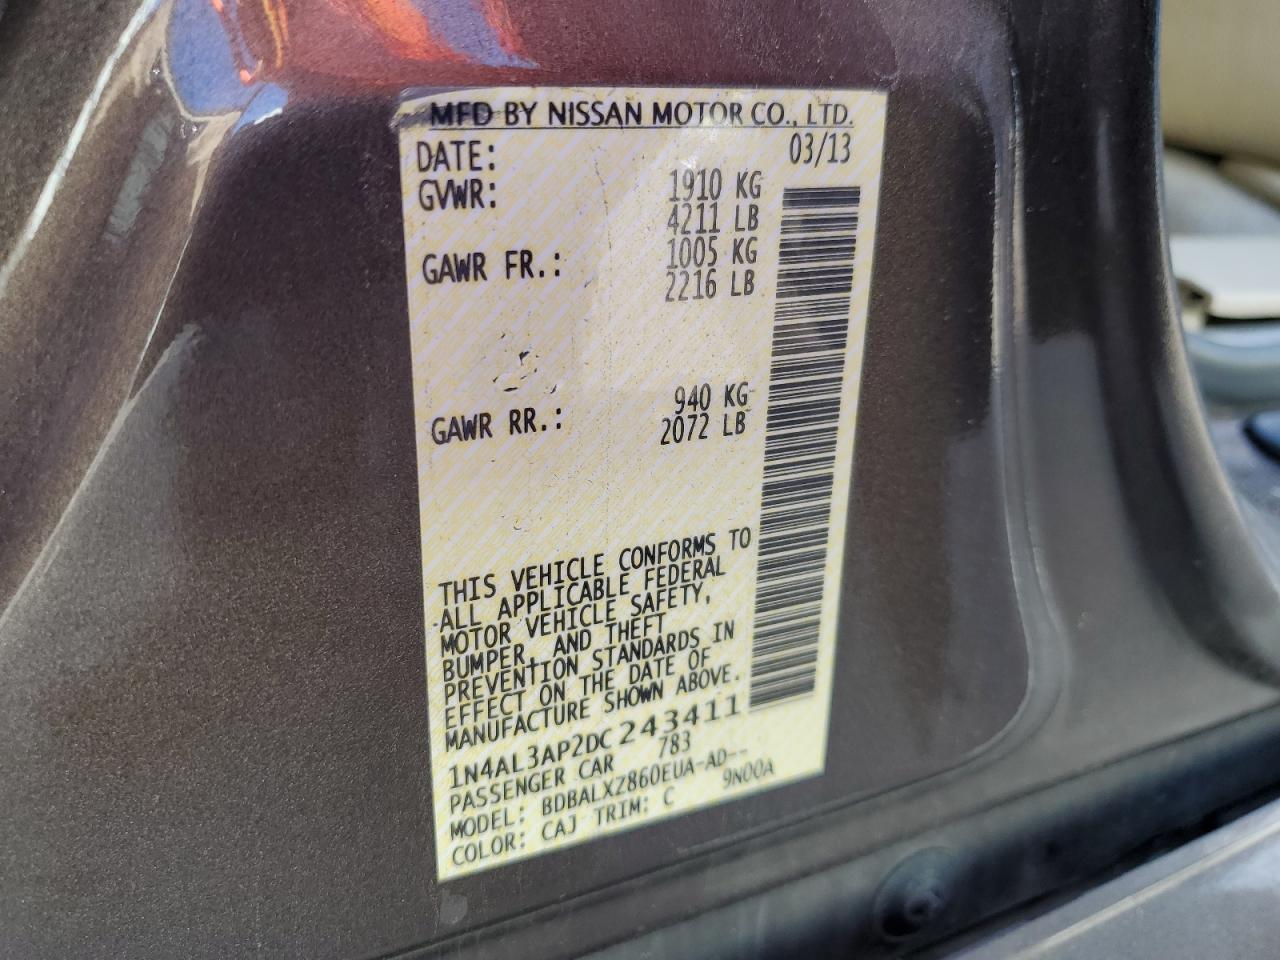 MFD BY NISSAN MOTOR CO., LTD.
DATE: 03/13
GVWR: 1910 KG
4211 LB
GAWR FR.: 1005 KG
2216 LB
GAWR RR.: 940 KG
2072 LB
THIS VEHICLE CONFORMS TO
ALL APPLICABLE FEDERAL
MOTOR VEHICLE SAFETY,
BUMPER, AND THEFT
PREVENTION STANDARDS IN
EFFECT ON THE DATE OF
MANUFACTURE SHOWN ABOVE.
1N4AL3AP2DC243411
PASSENGER CAR 783
MODEL: BDBALXZ860EUA-AD--
COLOR: CAJ TRIM: C 9N00A